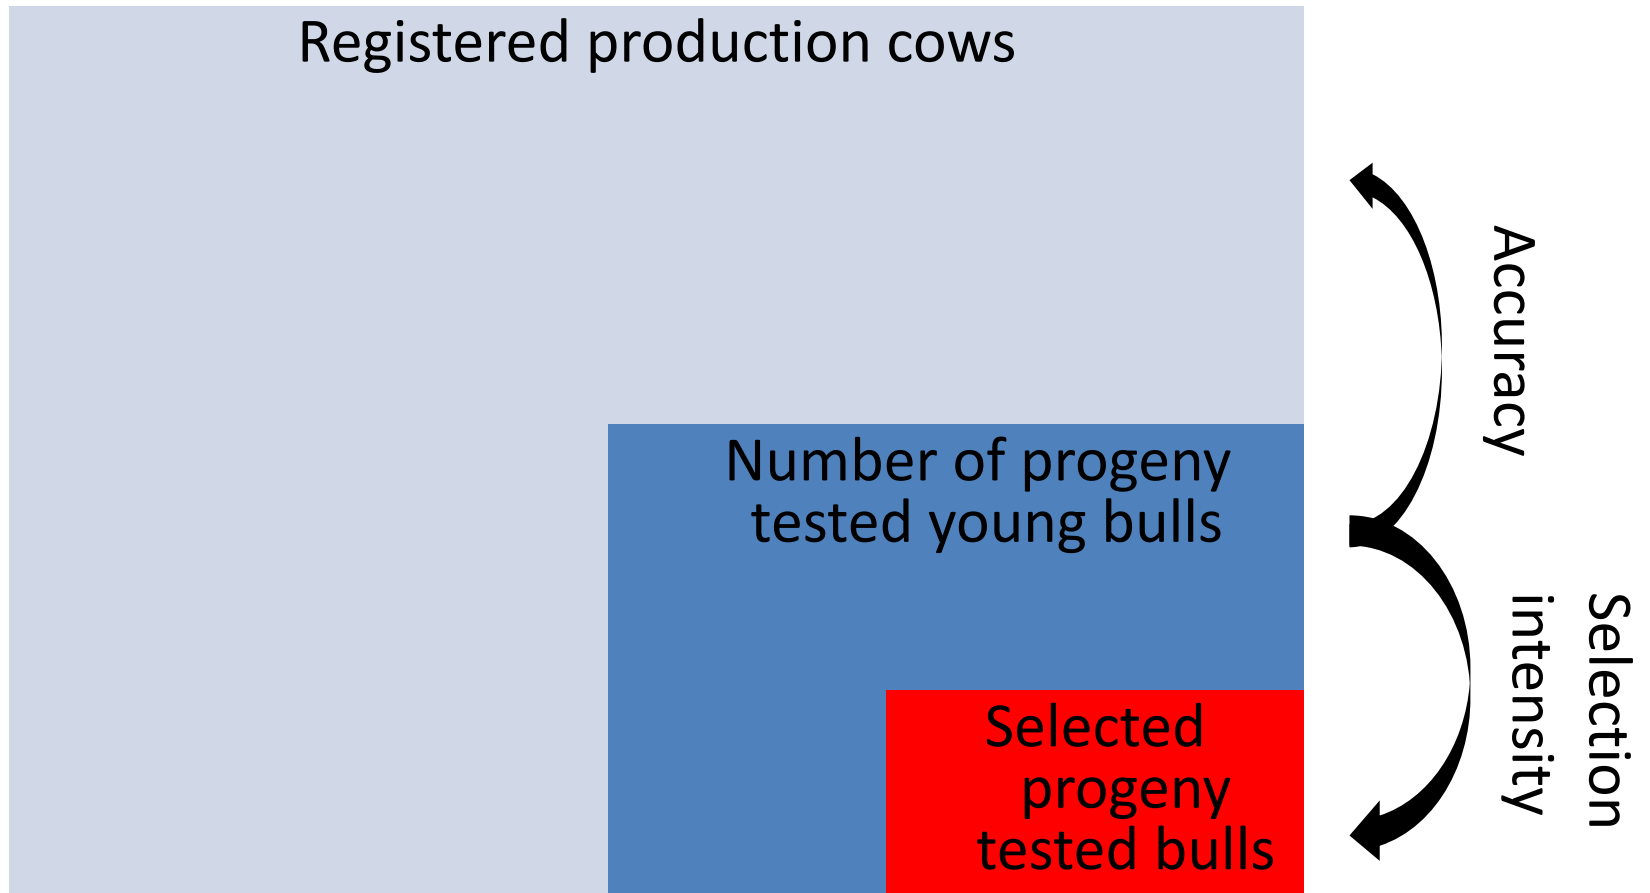 Registered production cows
Number of progeny
tested young bulls
Selected
progeny
tested bulls
Accuracy
Selection
intensity